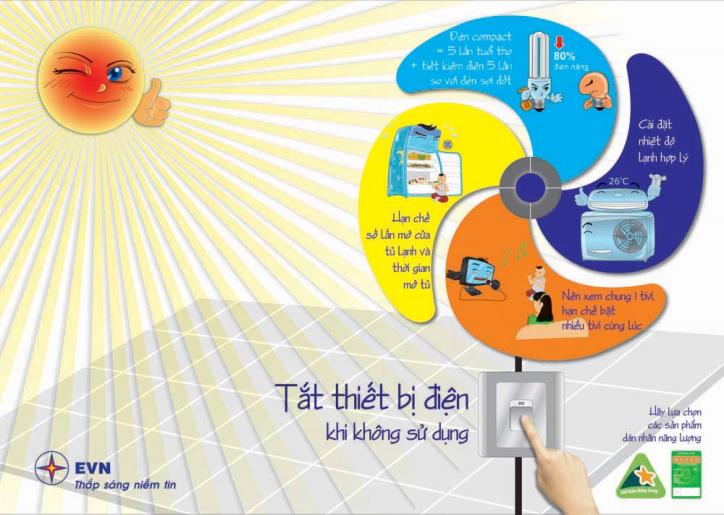 Đèn compact
= 5 lần tuổi thọ
+ tiết kiệm điện 5 lần
so với đèn sợi đốt
80%
điện năng
Cài đặt
nhiệt độ
lạnh hợp lý
26°C
Hạn chế
số lần mở cửa
tủ lạnh và
thời gian
mở tủ
Nên xem chung 1 tivi,
hạn chế bật
nhiều tivi cùng lúc
Tắt thiết bị điện
khi không sử dụng
Hãy lựa chọn
các sản phẩm
dán nhãn năng lượng
EVN
Thắp sáng niềm tin